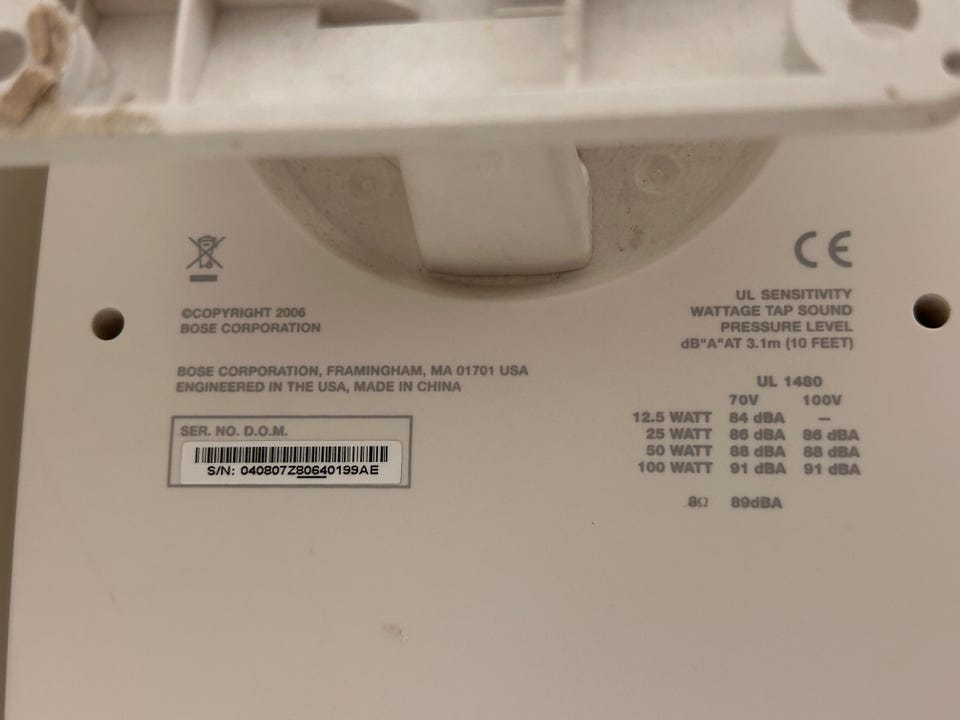 ©COPYRIGHT 2006
BOSE CORPORATION
BOSE CORPORATION, FRAMINGHAM, MA 01701 USA
ENGINEERED IN THE USA, MADE IN CHINA
SER. NO. D.O.M.
S/N: 040807Z80640199AE
CE
UL SENSITIVITY
WATTAGE TAP SOUND
PRESSURE LEVEL
dB"A"AT 3.1m (10 FEET)
UL 1480
70V 100V
12.5 WATT 84 dBA –
25 WATT 86 dBA 86 dBA
50 WATT 88 dBA 88 dBA
100 WATT 91 dBA 91 dBA
8Ω 89dBA